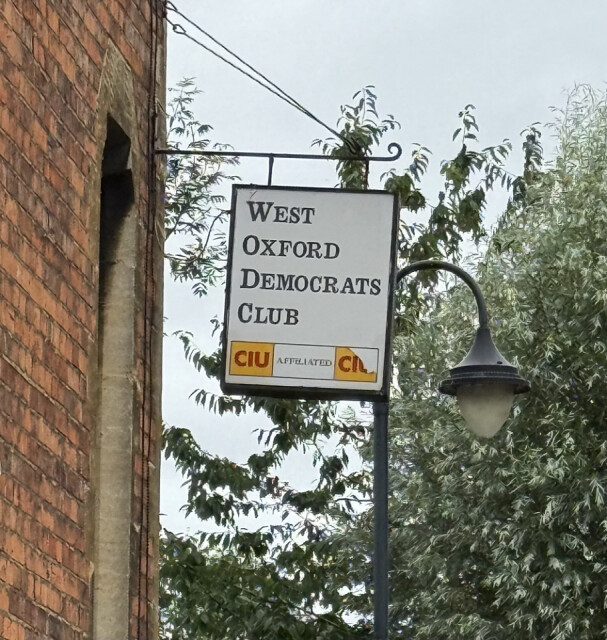 WEST
OXFORD
DEMOCRATS
CLUB
CIU AFFILIATED CIU